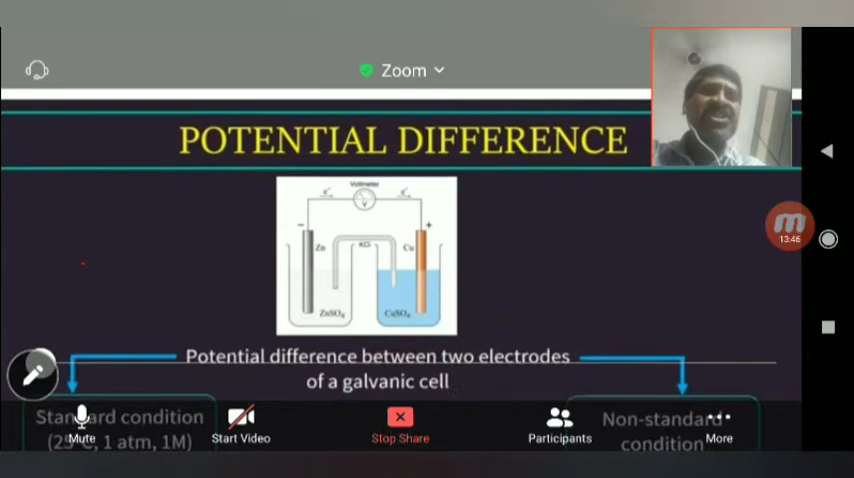 Zoom
POTENTIAL DIFFERENCE
Voltmeter
e⁻ e⁻
V
− +
Zn KCl Cu
ZnSO₄ CuSO₄
Potential difference between two electrodes
of a galvanic cell
Standard condition
(25°C, 1 atm, 1M)
Non-standard
condition
Mute
Start Video
Stop Share
Participants
More
13:46